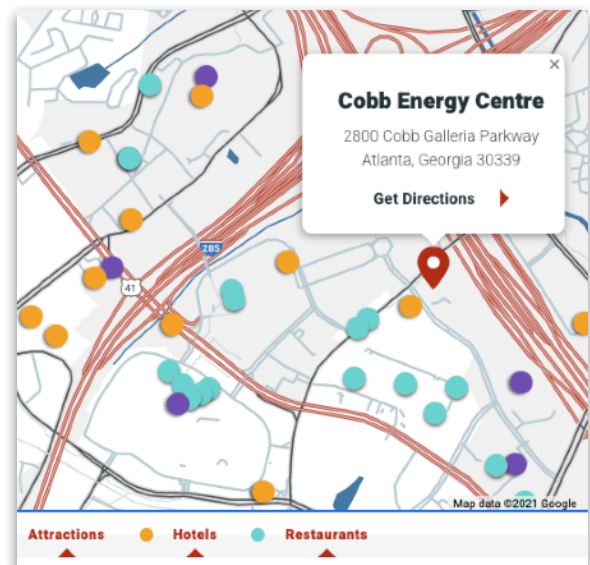 Cobb Energy Centre
2800 Cobb Galleria Parkway
Atlanta, Georgia 30339
Get Directions
285
41
Map data ©2021 Google
Attractions Hotels Restaurants